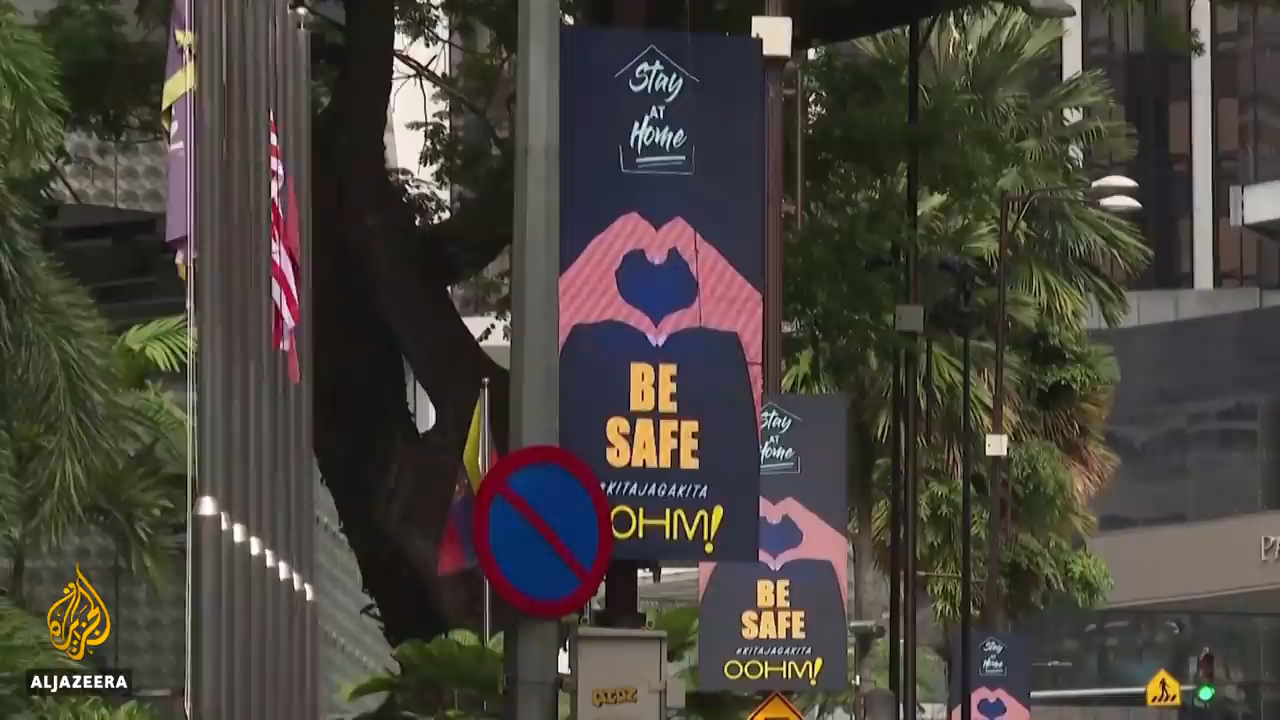 Stay
AT
Home
BE
SAFE
#KITAJAGAKITA
OOHM!
Stay
AT
Home
BE
SAFE
#KITAJAGAKITA
OOHM!
Stay
AT
Home
ALJAZEERA